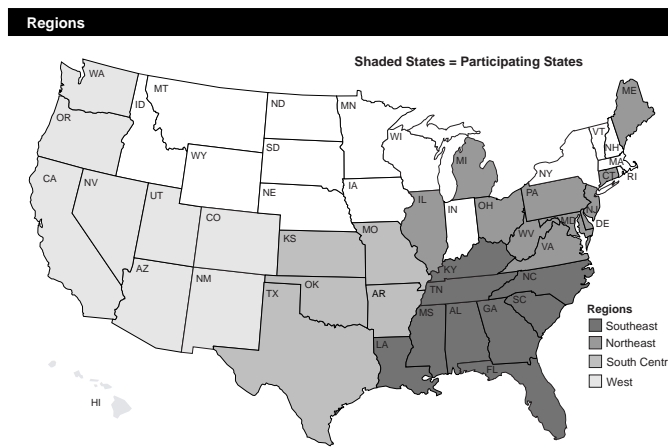 Regions
Shaded States = Participating States
WA
MT
ME
ND
MN
ID
OR
VT
NH
WI
SD
MA
MI
CT
RI
NY
WY
CA
NV
IA
PA
NE
UT
IL
OH
IN
NJ
CO
MD
DE
MO
WV
KS
VA
AZ
KY
NM
NC
OK
TX
TN
AR
SC
MS
AL
GA
Regions
Southeast
LA
Northeast
South Centr
FL
West
HI